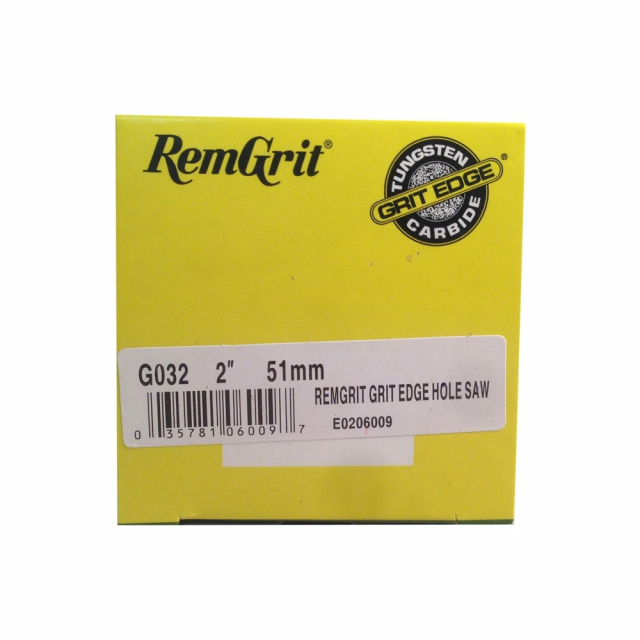 RemGrit®
TUNGSTEN
GRIT EDGE®
CARBIDE
G032 2" 51mm
REMGRIT GRIT EDGE HOLE SAW
0 35781 06009 7
E0206009